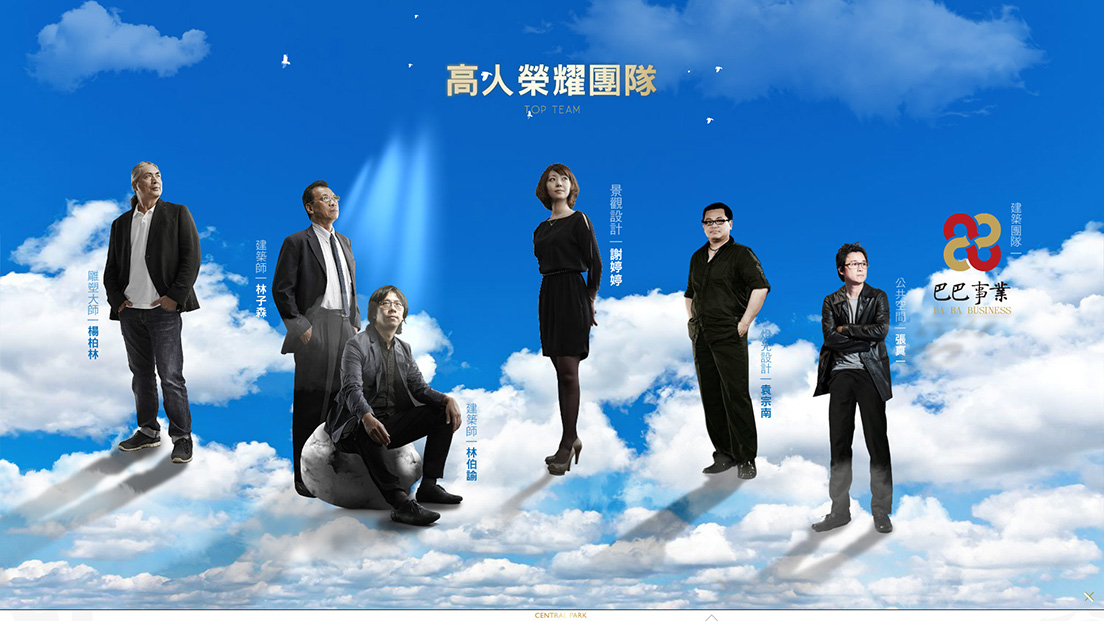 高人榮耀團隊
TOP TEAM
雕塑大師｜楊柏林
建築師｜林子森
建築師｜林伯諭
景觀設計｜謝婷婷
燈光設計｜袁宗南
公共空間｜張真一
建築團隊｜
巴巴事業
BA BA BUSINESS
CENTRAL PARK